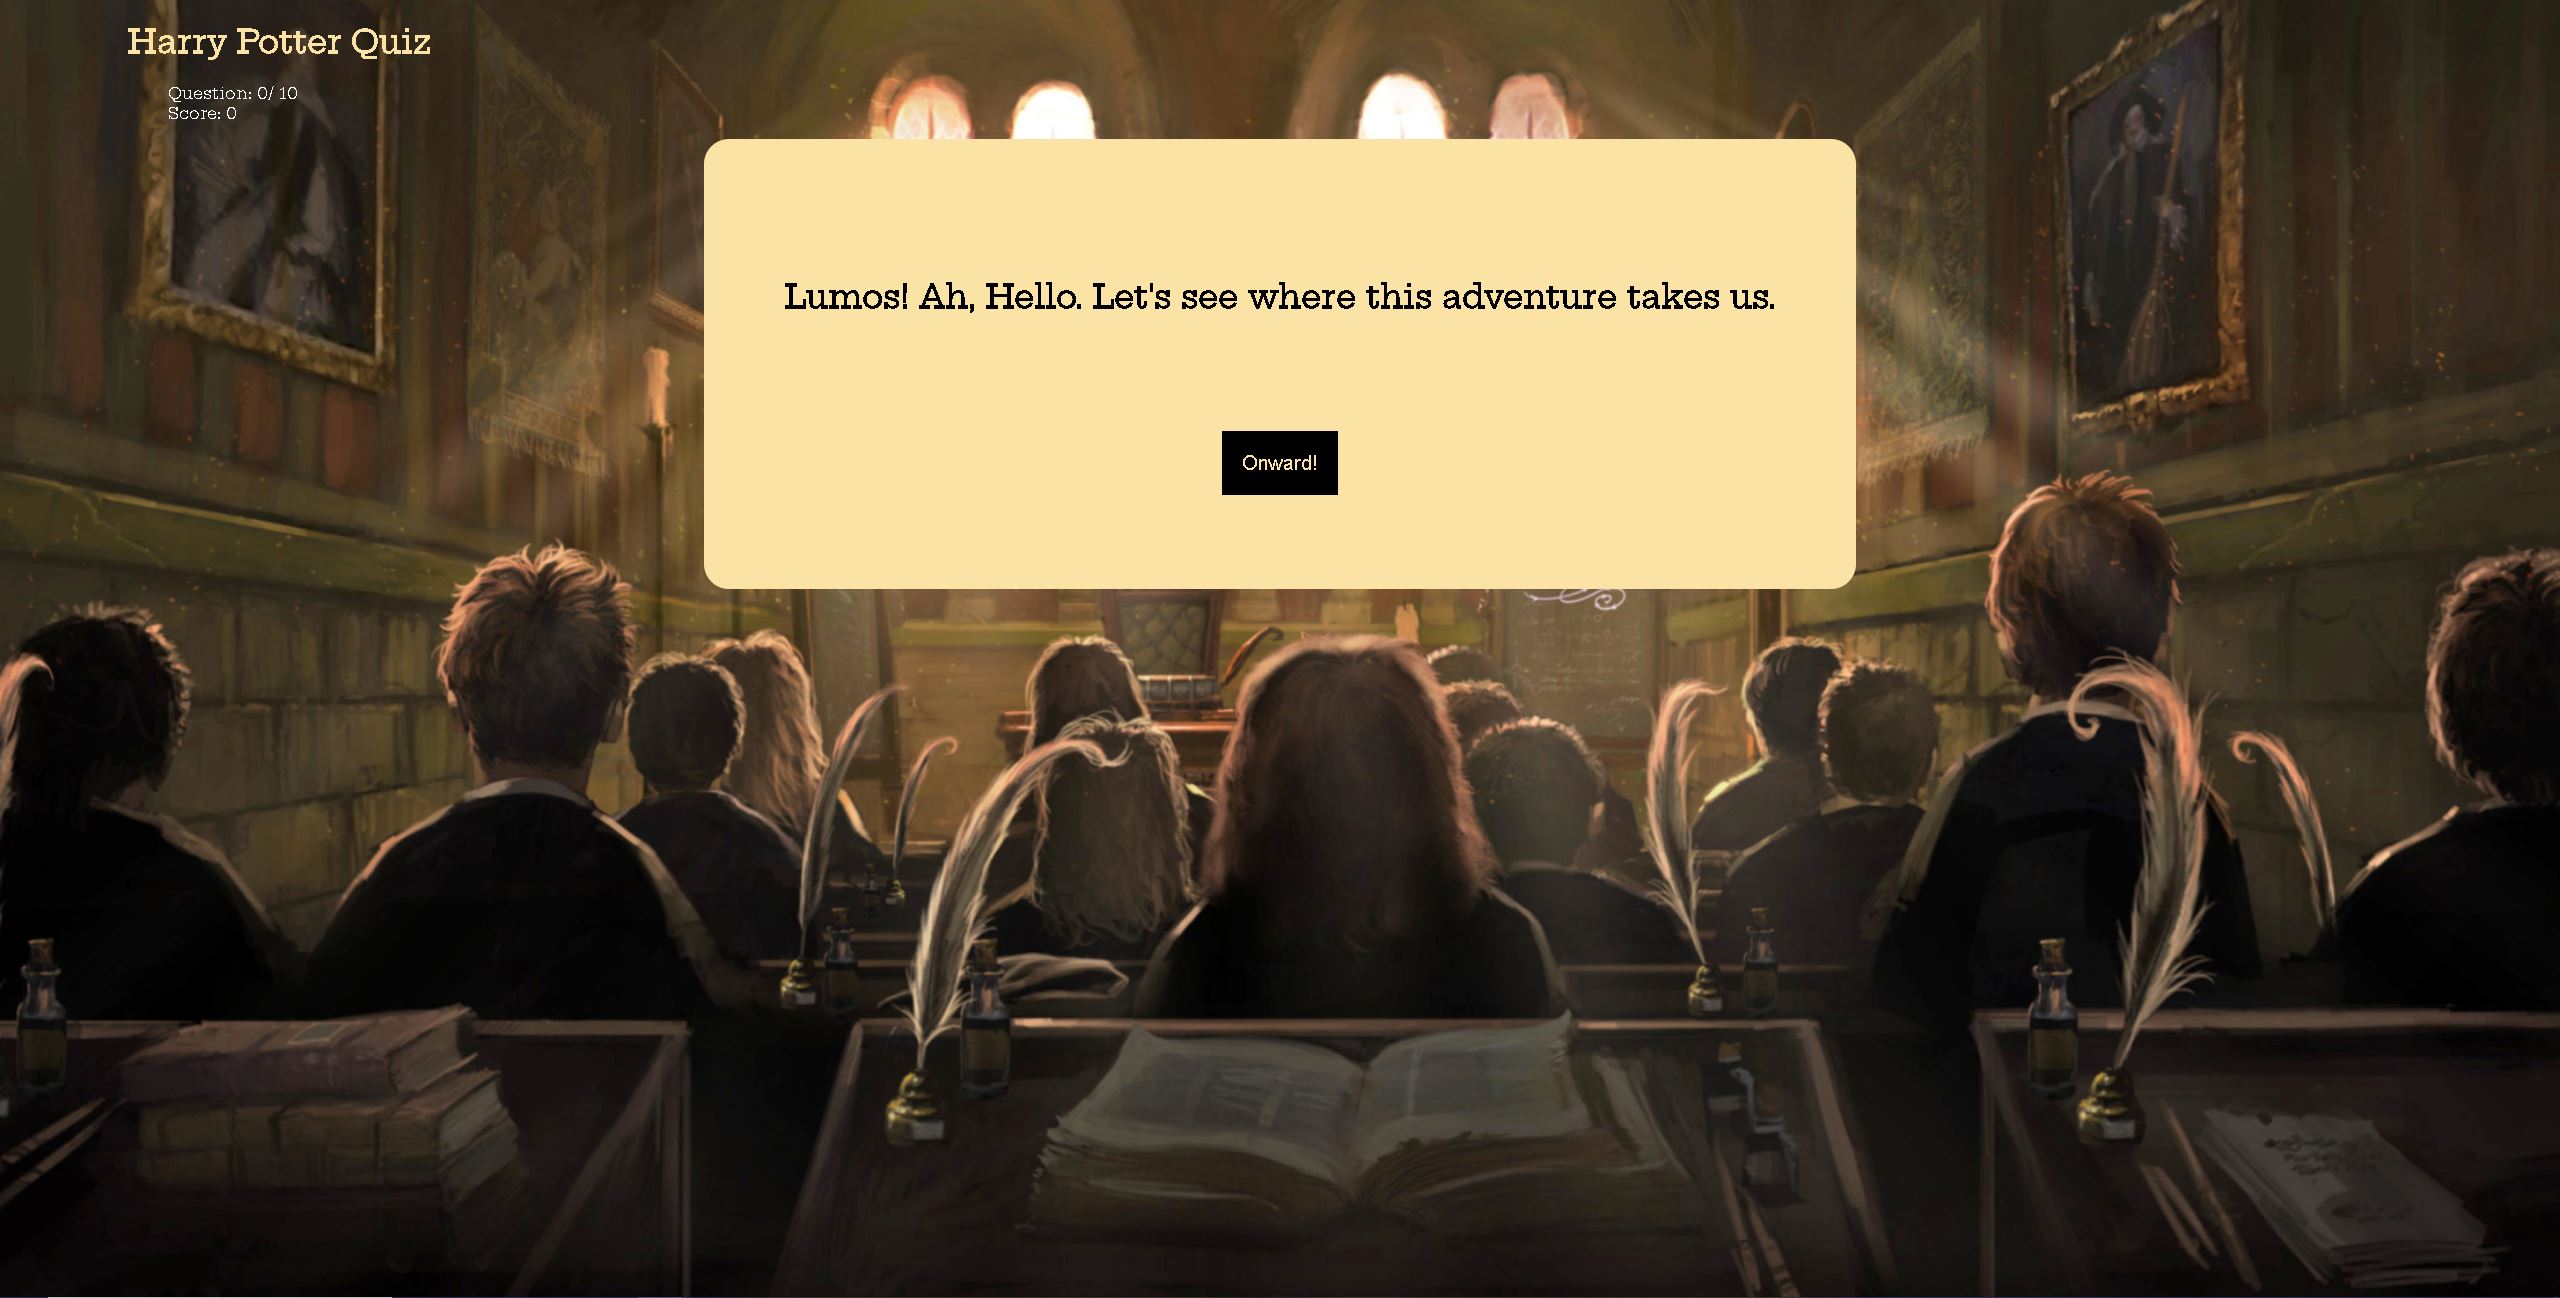 Harry Potter Quiz
Question: 0/ 10
Score: 0
Lumos! Ah, Hello. Let's see where this adventure takes us.
Onward!